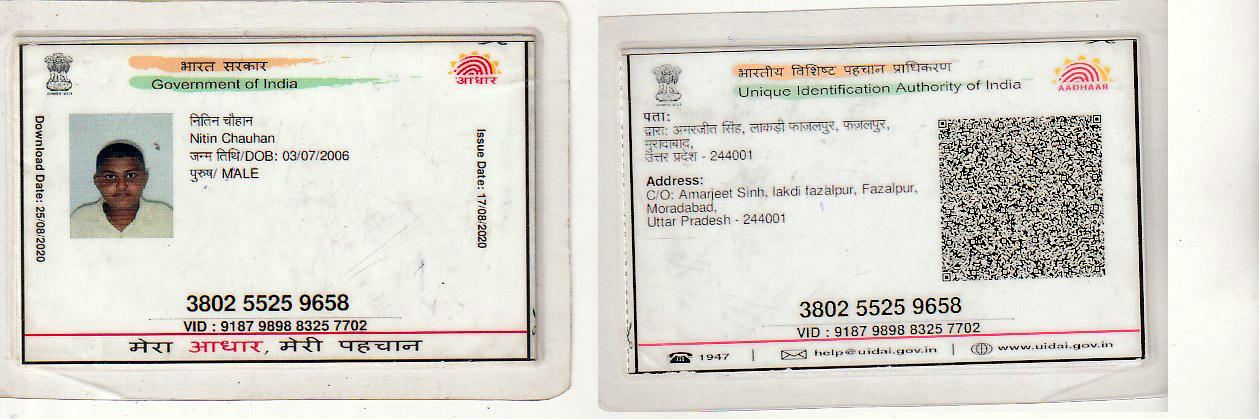 भारत सरकार
Government of India
आधार
Download Date: 25/08/2020
नितिन चौहान
Nitin Chauhan
जन्म तिथि/DOB: 03/07/2006
पुरुष/ MALE
Issue Date: 17/08/2020
3802 5525 9658
VID : 9187 9898 8325 7702
मेरा आधार, मेरी पहचान
भारतीय विशिष्ट पहचान प्राधिकरण
Unique Identification Authority of India
AADHAAR
पता:
द्वारा: अमरजीत सिंह, लाकड़ी फाज़लपुर, फज़लपुर,
मुरादाबाद,
उत्तर प्रदेश - 244001
Address:
C/O: Amarjeet Sinh, lakdi fazalpur, Fazalpur,
Moradabad,
Uttar Pradesh - 244001
3802 5525 9658
VID : 9187 9898 8325 7702
1947 | help@uidai.gov.in | www.uidai.gov.in